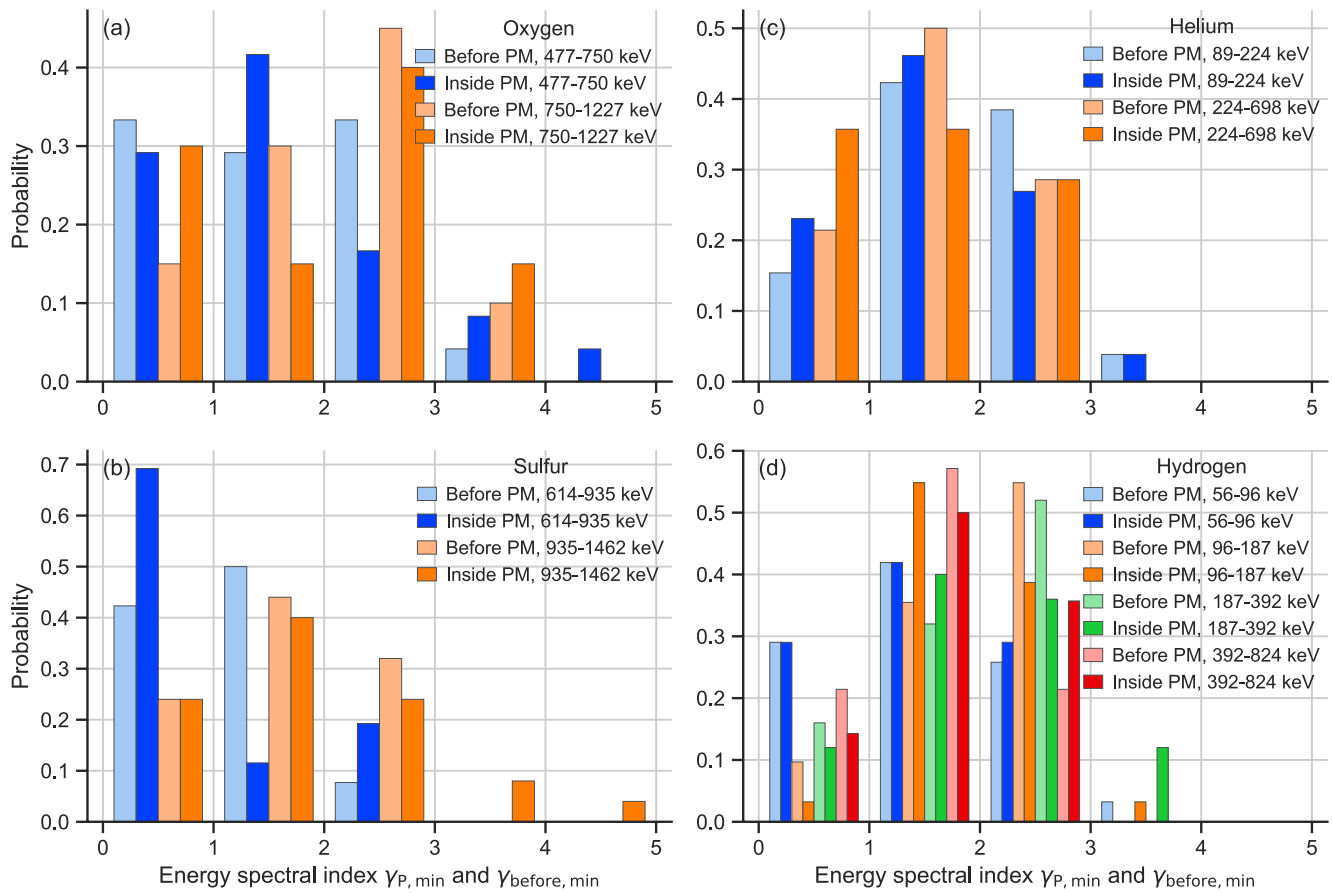 (a)
Oxygen
Before PM, 477-750 keV
Inside PM, 477-750 keV
Before PM, 750-1227 keV
Inside PM, 750-1227 keV
Probability
0.4
0.3
0.2
0.1
0.0
0 1 2 3 4 5
(c)
Helium
Before PM, 89-224 keV
Inside PM, 89-224 keV
Before PM, 224-698 keV
Inside PM, 224-698 keV
0.5
0.4
0.3
0.2
0.1
0.0
0 1 2 3 4 5
(b)
Sulfur
Before PM, 614-935 keV
Inside PM, 614-935 keV
Before PM, 935-1462 keV
Inside PM, 935-1462 keV
Probability
0.7
0.6
0.5
0.4
0.3
0.2
0.1
0.0
0 1 2 3 4 5
Energy spectral index γP, min and γbefore, min
(d)
Hydrogen
Before PM, 56-96 keV
Inside PM, 56-96 keV
Before PM, 96-187 keV
Inside PM, 96-187 keV
Before PM, 187-392 keV
Inside PM, 187-392 keV
Before PM, 392-824 keV
Inside PM, 392-824 keV
0.6
0.5
0.4
0.3
0.2
0.1
0.0
0 1 2 3 4 5
Energy spectral index γP, min and γbefore, min